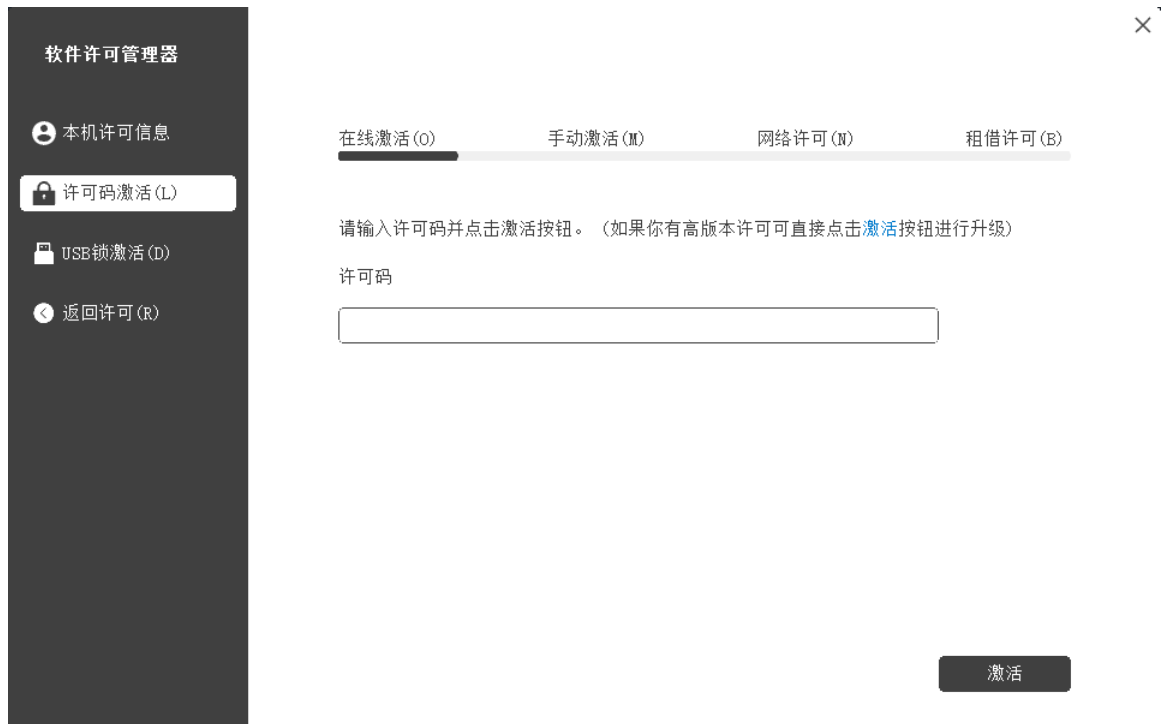 软件许可管理器
本机许可信息
许可码激活(L)
USB锁激活(D)
返回许可(R)
在线激活(O) 手动激活(M) 网络许可(N) 租借许可(B)
请输入许可码并点击激活按钮。（如果你有高版本许可可直接点击激活按钮进行升级）
许可码
激活